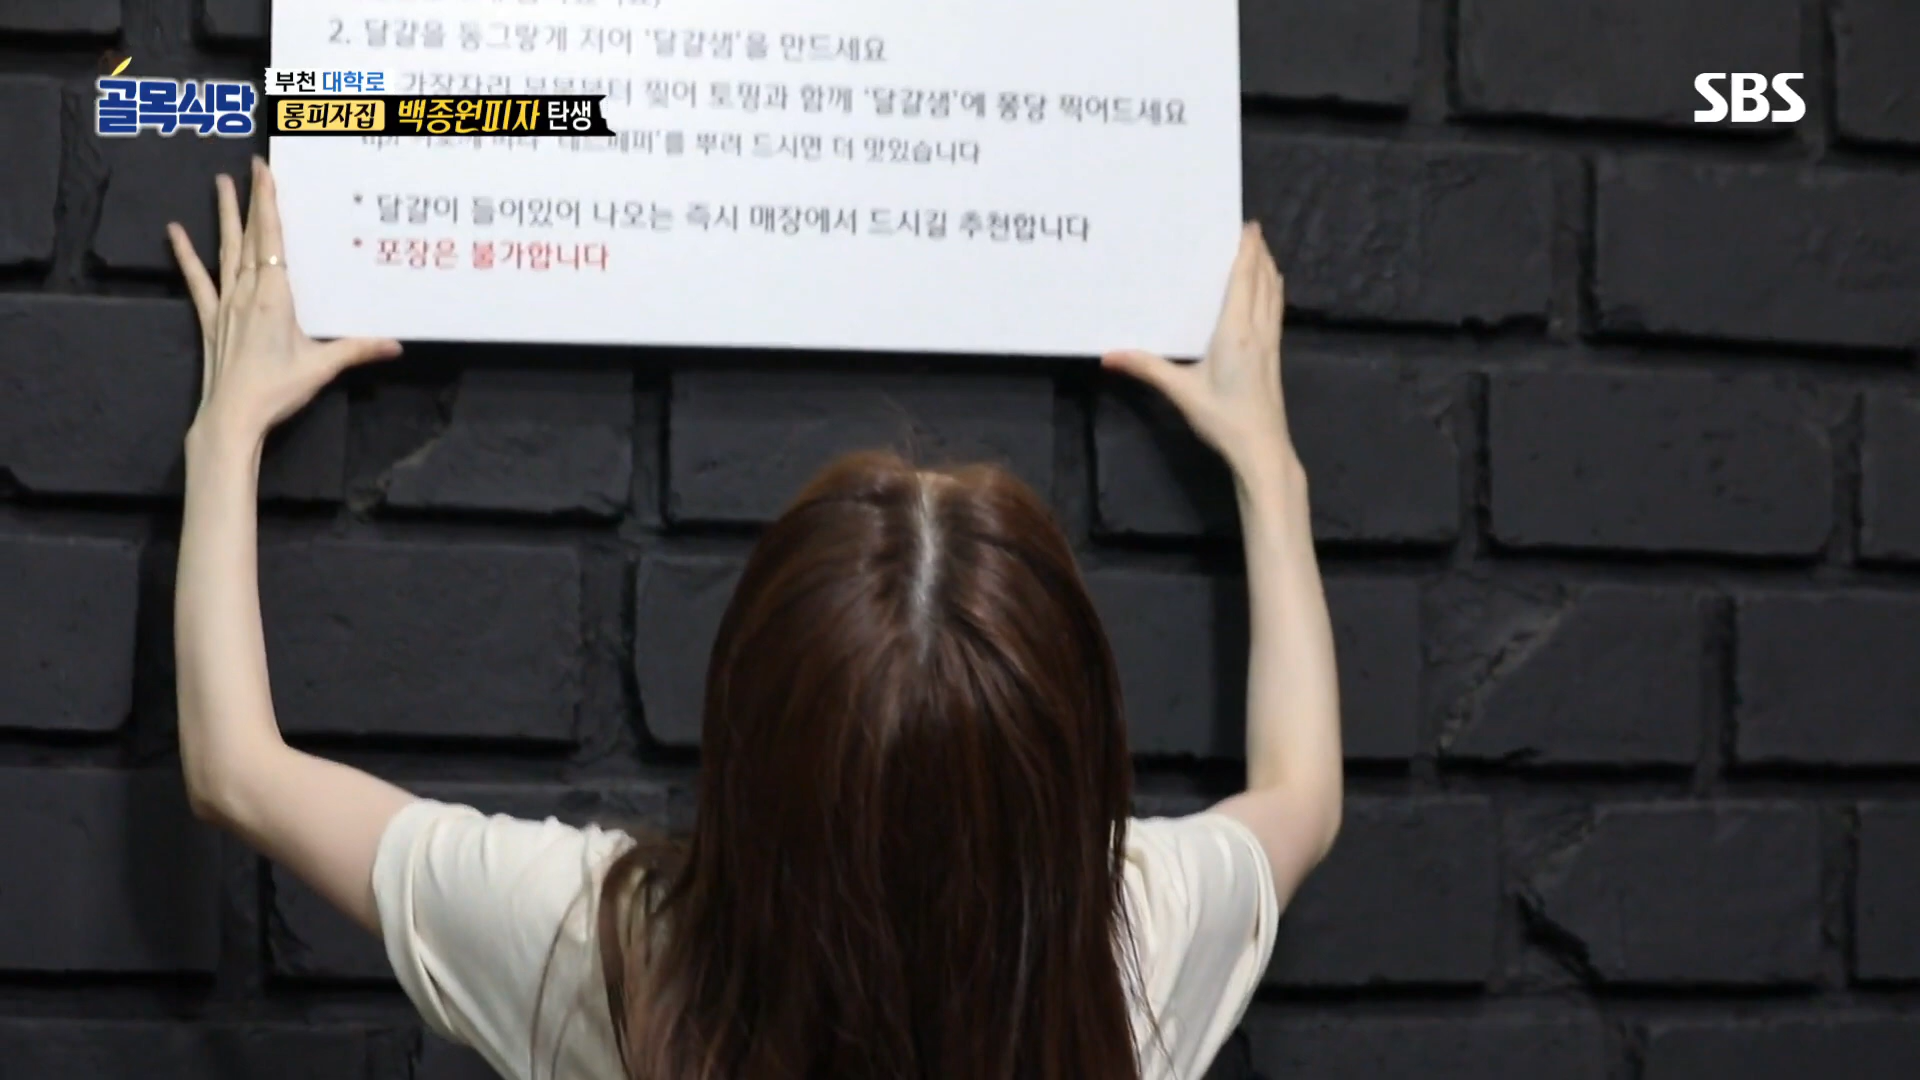 2. 달걀을 동그랗게 저어 '달걀샘'을 만드세요
가장자리 부분부터 찢어 토핑과 함께 '달걀샘'에 퐁당 찍어드세요
를 뿌려 드시면 더 맛있습니다
* 달걀이 들어있어 나오는 즉시 매장에서 드시길 추천합니다
* 포장은 불가합니다
골목식당
부천 대학로
롱피자집 백종원피자 탄생
SBS